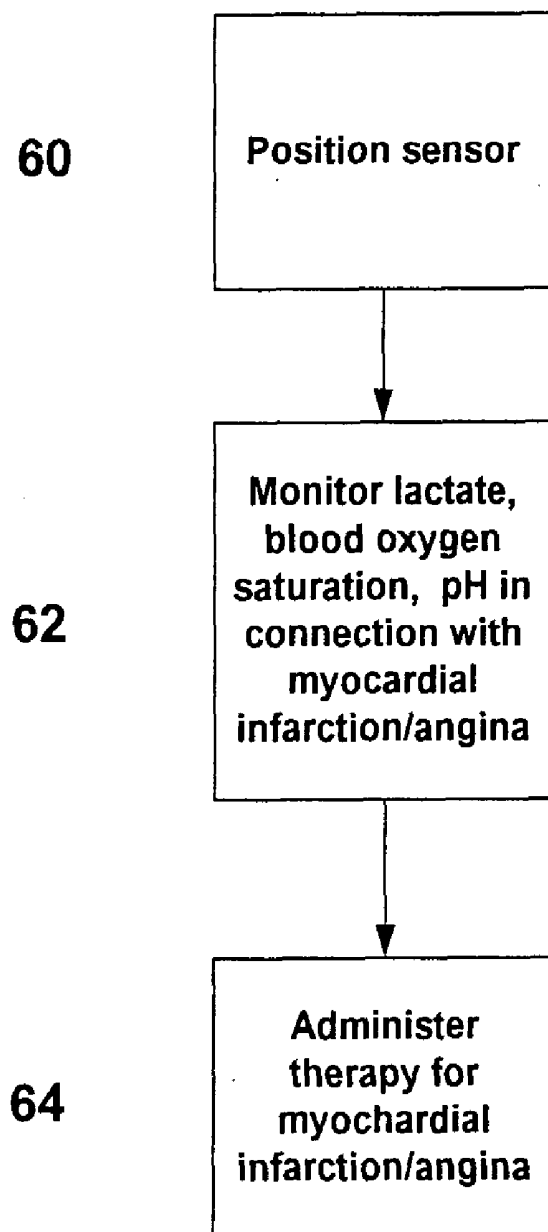 60
Position sensor
62
Monitor lactate,
blood oxygen
saturation, pH in
connection with
myocardial
infarction/angina
64
Administer
therapy for
myochardial
infarction/angina